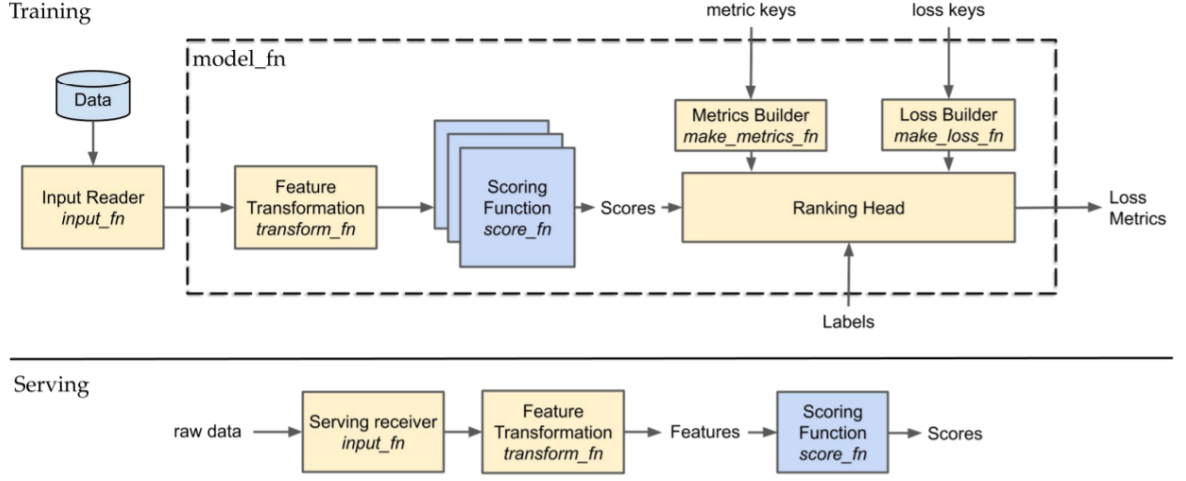 Training
metric keys
loss keys
model_fn
Data
Metrics Builder
make_metrics_fn
Loss Builder
make_loss_fn
Input Reader
input_fn
Feature
Transformation
transform_fn
Scoring
Function
score_fn
Scores
Ranking Head
Loss
Metrics
Labels
Serving
raw data
Serving receiver
input_fn
Feature
Transformation
transform_fn
Features
Scoring
Function
score_fn
Scores